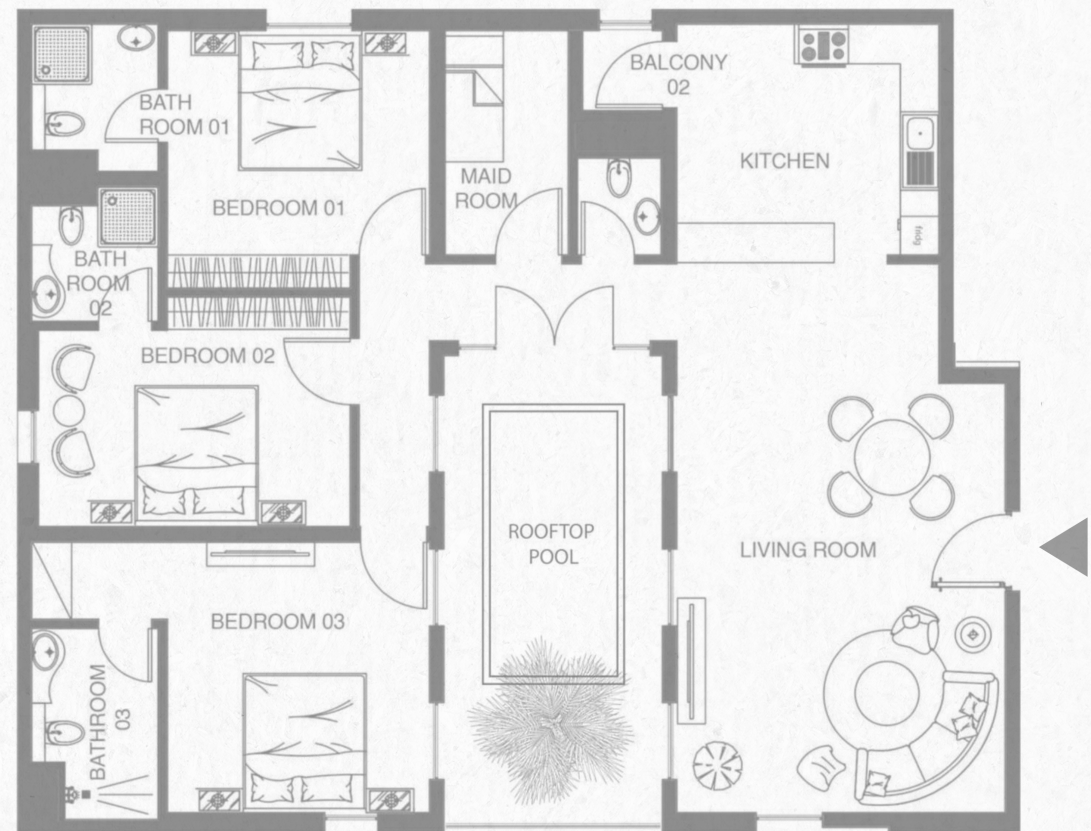 BALCONY
02
BATH
ROOM 01
KITCHEN
MAID
ROOM
BEDROOM 01
fridg
BATH
ROOM
02
BEDROOM 02
ROOFTOP
POOL
LIVING ROOM
BEDROOM 03
BATHROOM
03